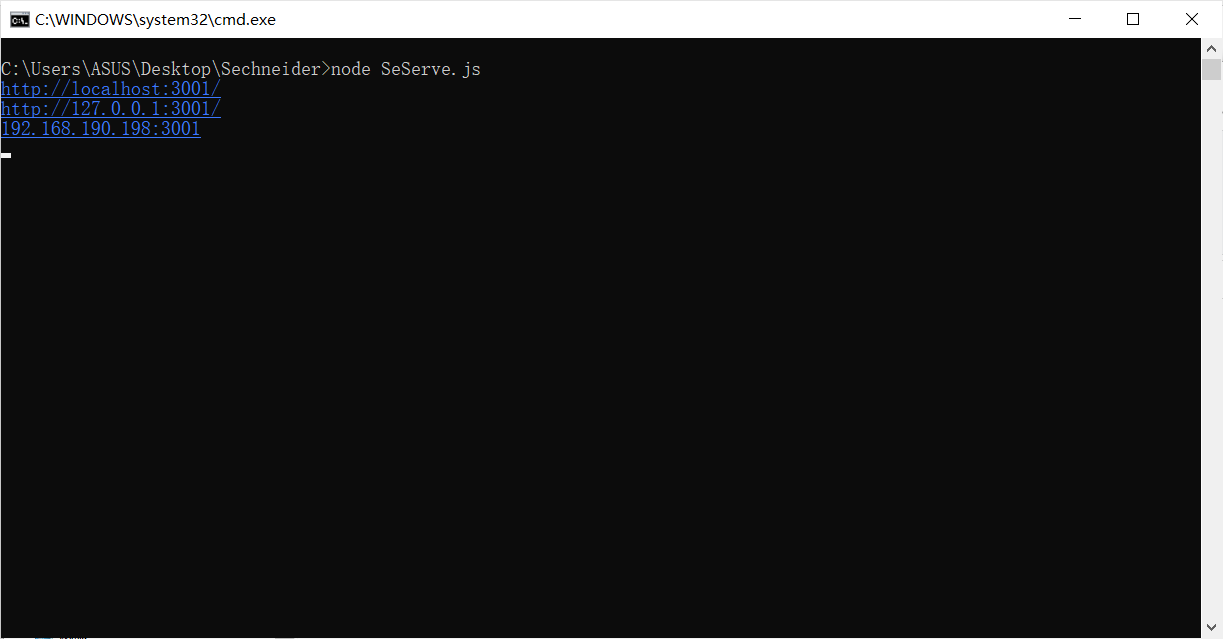 C:\WINDOWS\system32\cmd.exe
C:\Users\ASUS\Desktop\Sechneider>node SeServe.js
http://localhost:3001/
http://127.0.0.1:3001/
192.168.190.198:3001